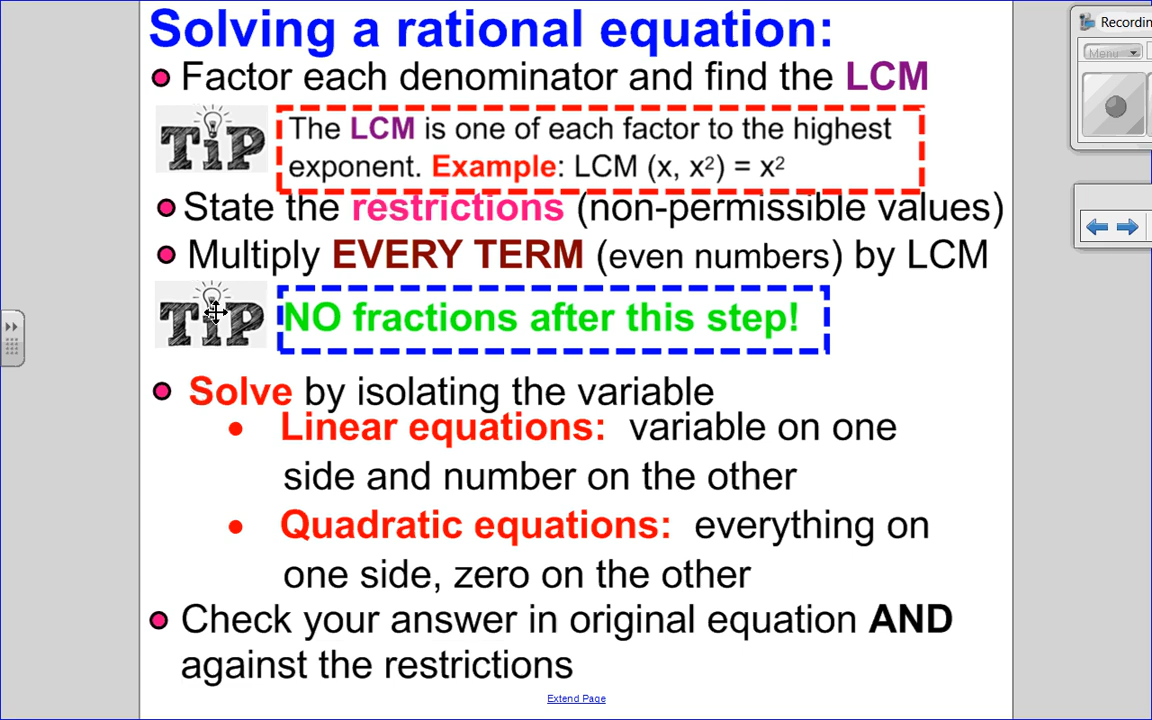 Solving a rational equation:
Factor each denominator and find the LCM
TiP
The LCM is one of each factor to the highest
exponent. Example: LCM (x, x²) = x²
State the restrictions (non-permissible values)
Multiply EVERY TERM (even numbers) by LCM
TiP
NO fractions after this step!
Solve by isolating the variable
Linear equations: variable on one
side and number on the other
Quadratic equations: everything on
one side, zero on the other
Check your answer in original equation AND
against the restrictions
Extend Page
Menu